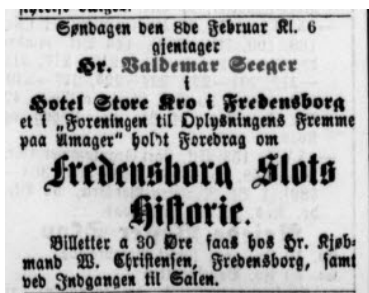 Søndagen den 8de Februar Kl. 6
gjentager
Hr. Valdemar Seeger
i
Hotel Store Kro i Fredensborg
et i „Foreningen til Oplysningens Fremme
paa Amager“ holdt Foredrag om
Fredensborg Slots
Historie.
Billetter a 30 Øre faas hos Hr. Kjøb-
mand W. Christensen, Fredensborg, samt
ved Indgangen til Salen.